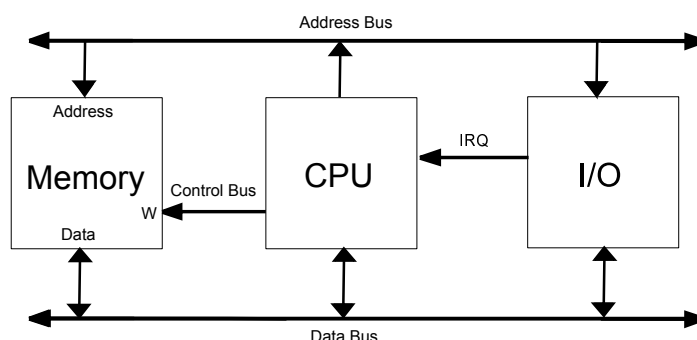 Address Bus
Address
IRQ
Memory
CPU
I/O
Control Bus
W
Data
Data Bus